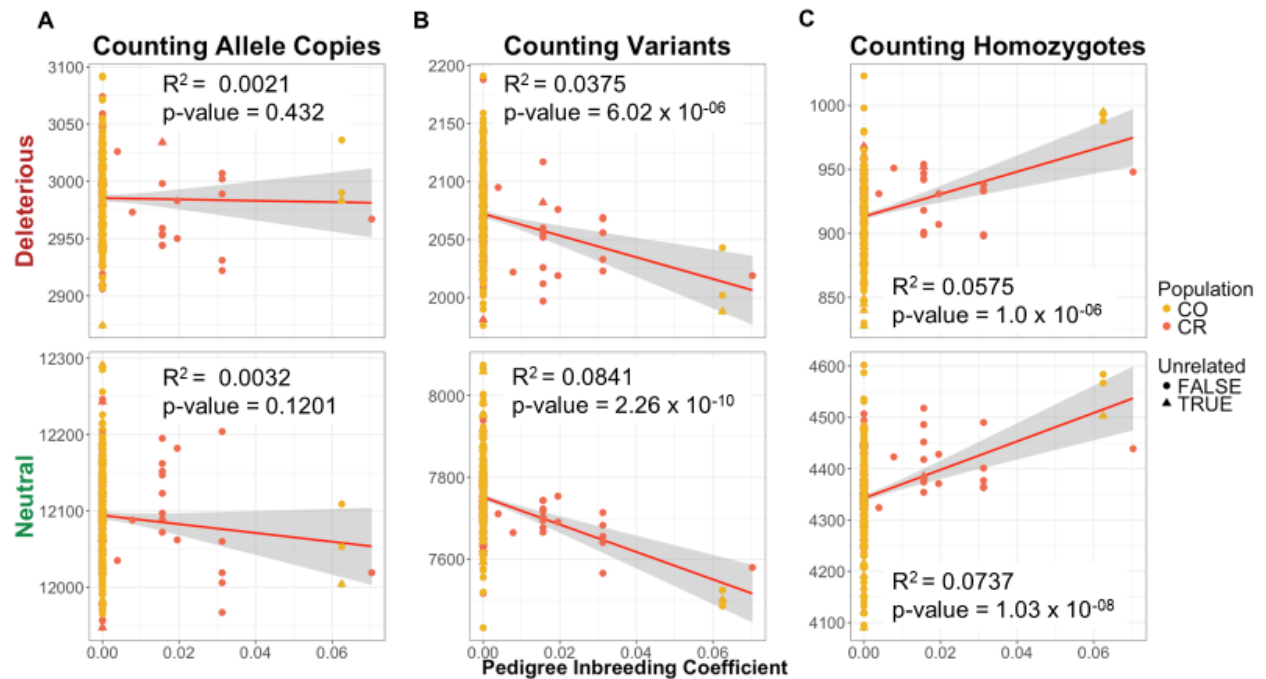 A
B
C
Counting Allele Copies
Counting Variants
Counting Homozygotes
Deleterious
3100
3050
3000
2950
2900
R² = 0.0021
p-value = 0.432
2200
2150
2100
2050
2000
R² = 0.0375
p-value = 6.02 x 10⁻⁰⁶
1000
950
900
850
R² = 0.0575
p-value = 1.0 x 10⁻⁰⁶
Population
CO
CR
Unrelated
FALSE
TRUE
Neutral
12300
12200
12100
12000
R² = 0.0032
p-value = 0.1201
8000
7800
7600
R² = 0.0841
p-value = 2.26 x 10⁻¹⁰
4600
4500
4400
4300
4200
4100
R² = 0.0737
p-value = 1.03 x 10⁻⁰⁸
0.00 0.02 0.04 0.06
0.00 0.02 0.04 0.06
0.00 0.02 0.04 0.06
Pedigree Inbreeding Coefficient